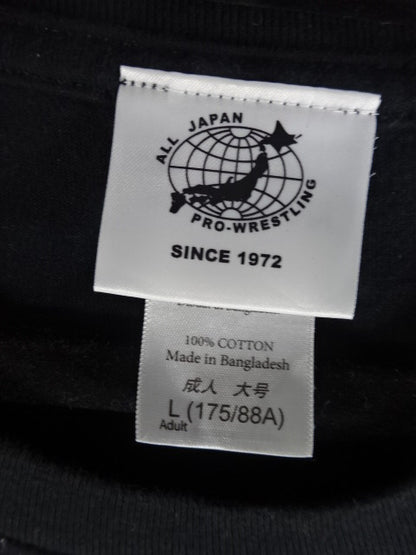 ALL JAPAN
PRO-WRESTLING
SINCE 1972
100% COTTON
Made in Bangladesh
成人 大号
L (175/88A)
Adult